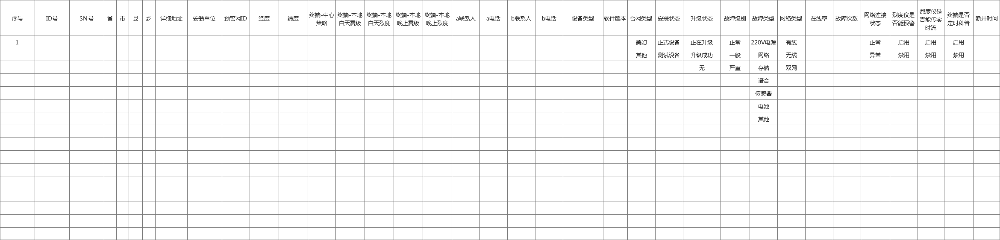 序号 ID号 SN号 省 市 县 乡 详细地址 安装单位 预警网ID 经度 纬度 终端-中心策略 终端-本地白天震级 终端-本地白天烈度 终端-本地晚上震级 终端-本地晚上烈度 a联系人 a电话 b联系人 b电话 设备类型 软件版本 台网类型 安装状态 升级状态 故障级别 故障类型 网络类型 在线率 故障次数 网络连接状态 烈度仪是否能预警 烈度仪是否能传实时流 终端是否定时科普 断开时间
1 美幻 正式设备 正在升级 正常 220V电源 有线 正常 启用 启用 启用
其他 测试设备 升级成功 一般 网络 无线 异常 禁用 禁用 禁用
无 严重 存储 双网
语音
传感器
电池
其他